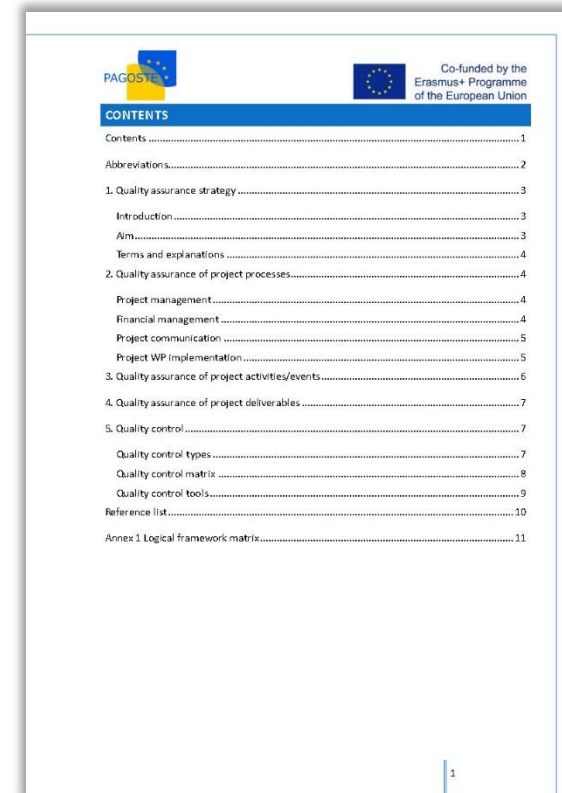 PAGOSTE
Co-funded by the
Erasmus+ Programme
of the European Union
CONTENTS
Contents ........ 1
Abbreviations ........ 2
1. Quality assurance strategy ........ 3
Introduction ........ 3
Aim ........ 3
Terms and explanations ........ 4
2. Quality assurance of project processes ........ 4
Project management ........ 4
Financial management ........ 4
Project communication ........ 5
Project WP implementation ........ 5
3. Quality assurance of project activities/events ........ 6
4. Quality assurance of project deliverables ........ 7
5. Quality control ........ 7
Quality control types ........ 7
Quality control matrix ........ 8
Quality control tools ........ 9
Reference list ........ 10
Annex 1 Logical framework matrix ........ 11
1